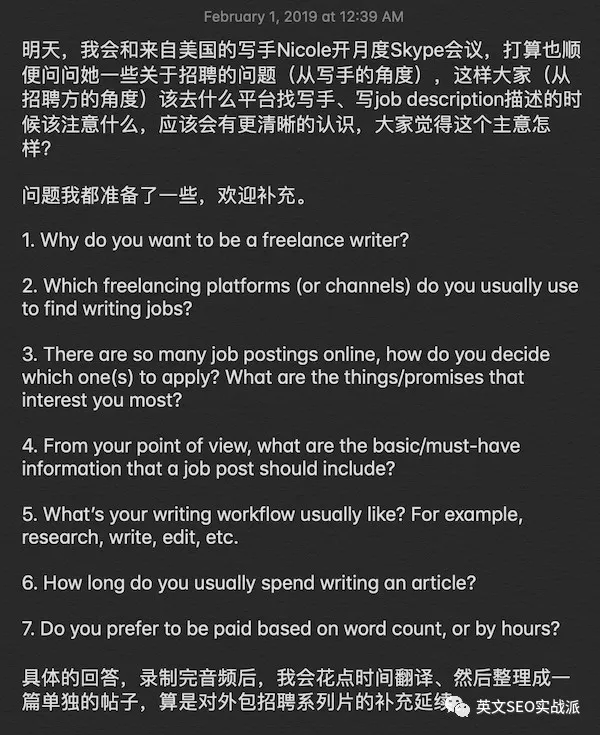 February 1, 2019 at 12:39 AM
明天，我会和来自美国的写手Nicole开月度Skype会议，打算也顺
便问问她一些关于招聘的问题（从写手的角度），这样大家（从
招聘方的角度）该去什么平台找写手、写job description描述的时
候该注意什么，应该会有更清晰的认识，大家觉得这个主意怎
样？
问题我都准备了一些，欢迎补充。
1. Why do you want to be a freelance writer?
2. Which freelancing platforms (or channels) do you usually use
to find writing jobs?
3. There are so many job postings online, how do you decide
which one(s) to apply? What are the things/promises that
interest you most?
4. From your point of view, what are the basic/must-have
information that a job post should include?
5. What’s your writing workflow usually like? For example,
research, write, edit, etc.
6. How long do you usually spend writing an article?
7. Do you prefer to be paid based on word count, or by hours?
具体的回答，录制完音频后，我会花点时间翻译、然后整理成一
篇单独的帖子，算是对外包招聘系列片的补充延续
英文SEO实战派